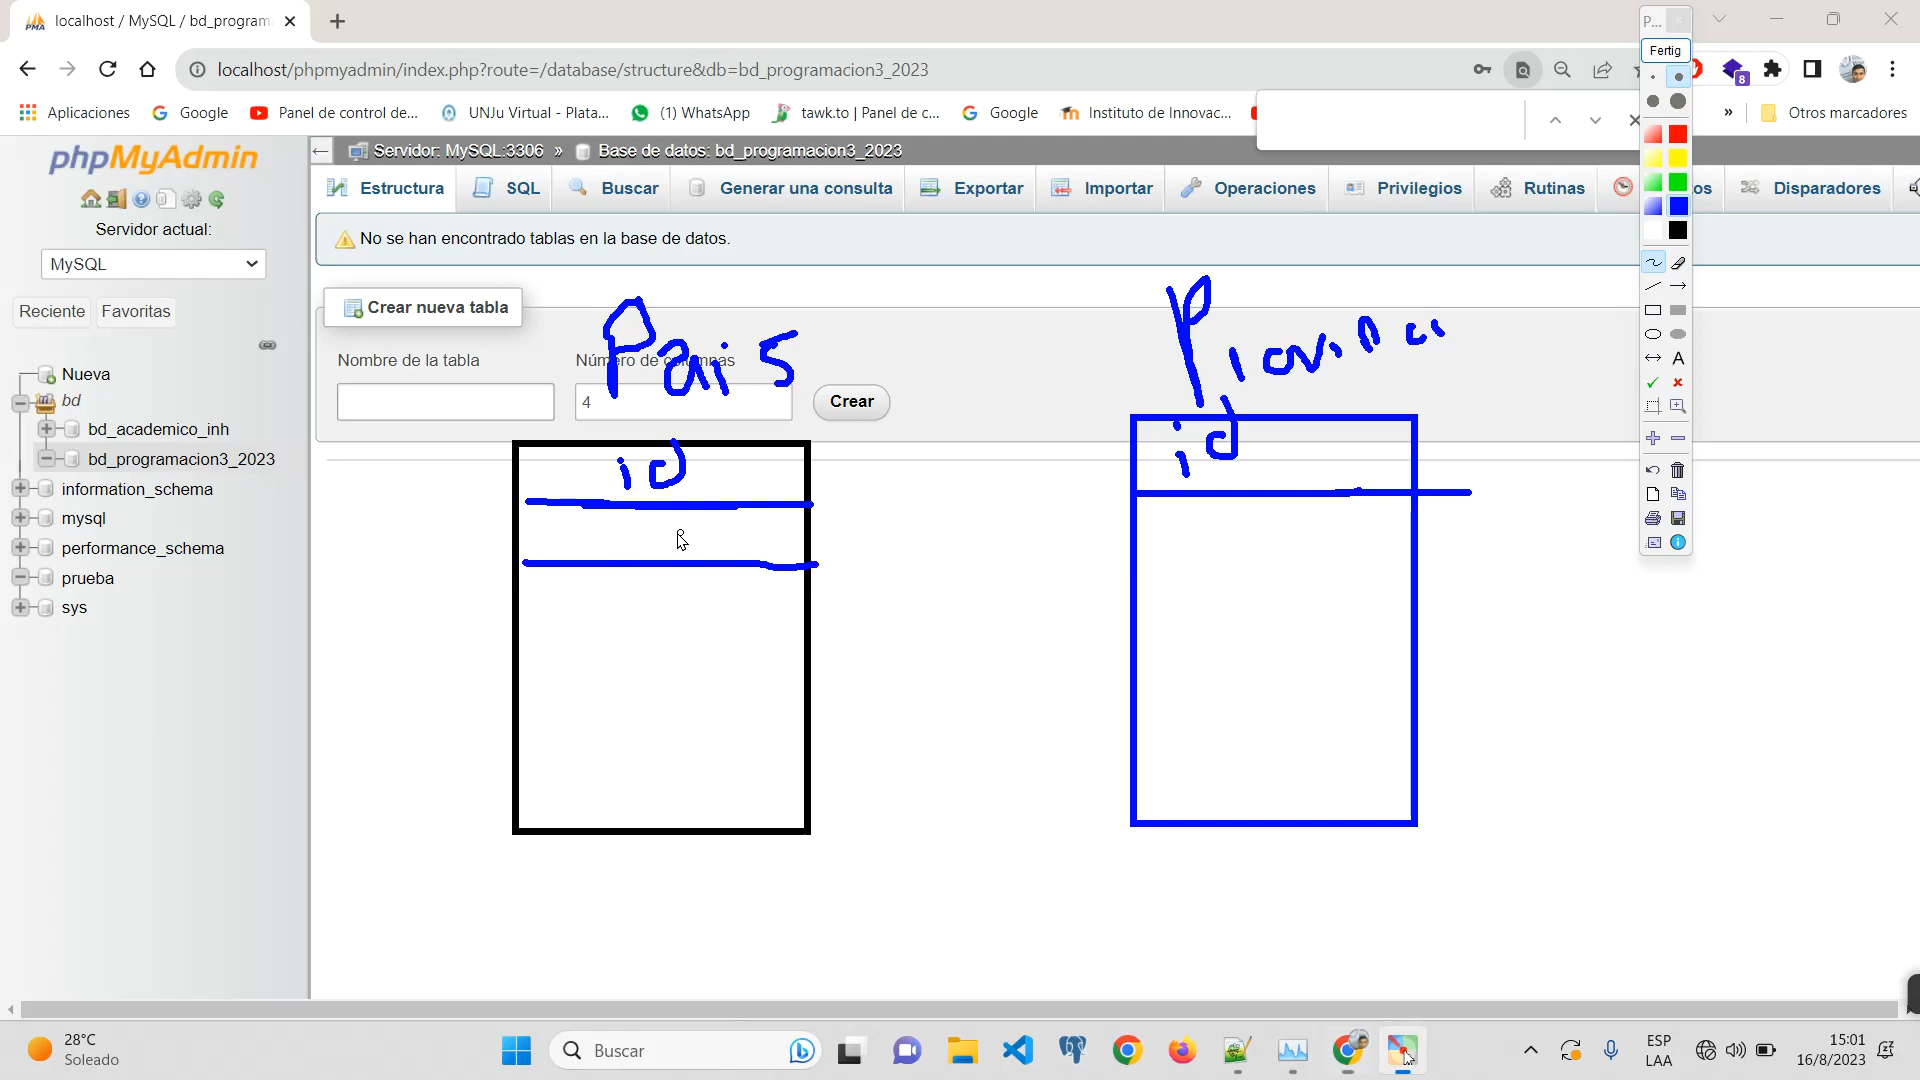 localhost / MySQL / bd_program
P...
Fertig
localhost/phpmyadmin/index.php?route=/database/structure&db=bd_programacion3_2023
8
Aplicaciones
Google
Panel de control de...
UNJu Virtual - Plata...
(1) WhatsApp
tawk.to | Panel de c...
Google
Instituto de Innovac...
»
Otros marcadores
phpMyAdmin
Servidor: MySQL:3306 » Base de datos: bd_programacion3_2023
Estructura
SQL
Buscar
Generar una consulta
Exportar
Importar
Operaciones
Privilegios
Rutinas
os
Disparadores
Servidor actual:
MySQL
No se han encontrado tablas en la base de datos.
Reciente
Favoritas
Crear nueva tabla
Nombre de la tabla
Número de columnas
4
Crear
Pais
id
id
Nueva
bd
bd_academico_inh
bd_programacion3_2023
information_schema
mysql
performance_schema
prueba
sys
A
28°C
Soleado
Buscar
ESP
LAA
15:01
16/8/2023